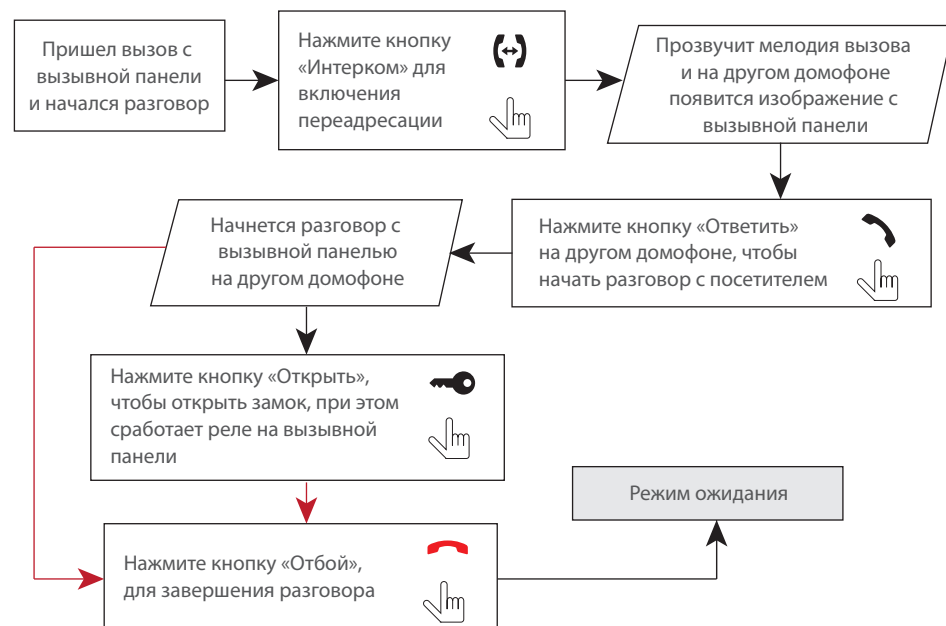 Пришел вызов с
вызывной панели
и начался разговор
Нажмите кнопку
«Интерком» для
включения
переадресации
Прозвучит мелодия вызова
и на другом домофоне
появится изображение с
вызывной панели
Нажмите кнопку «Ответить»
на другом домофоне, чтобы
начать разговор с посетителем
Начнется разговор с
вызывной панелью
на другом домофоне
Нажмите кнопку «Открыть»,
чтобы открыть замок, при этом
сработает реле на вызывной
панели
Режим ожидания
Нажмите кнопку «Отбой»,
для завершения разговора